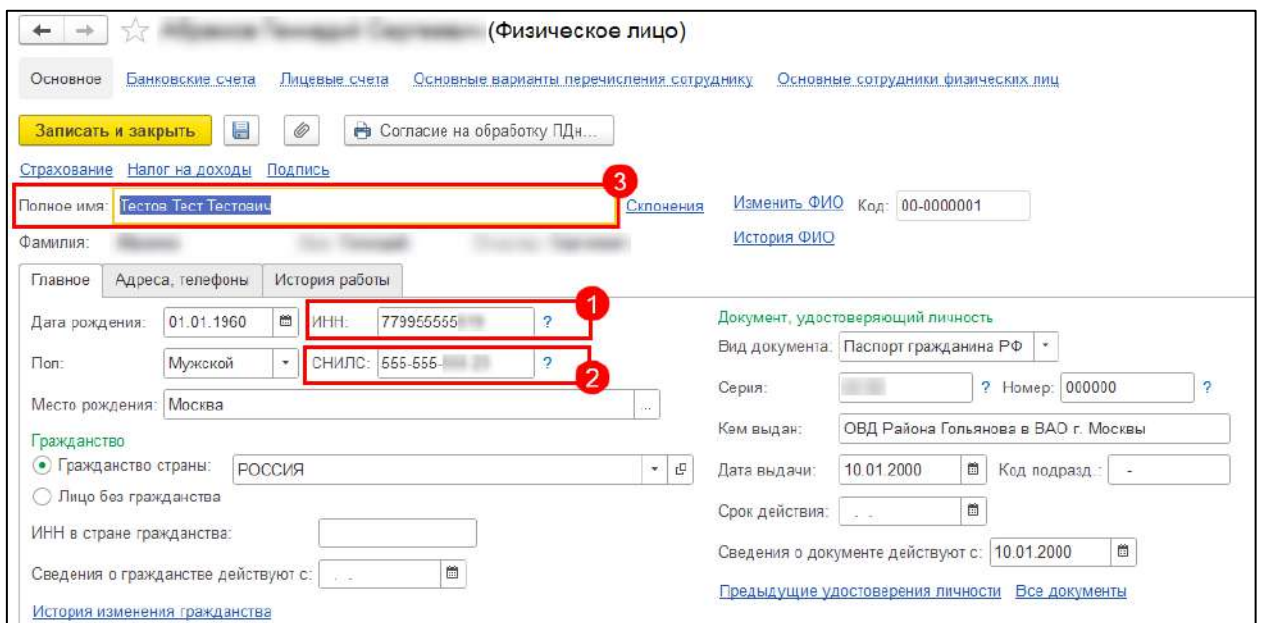 (Физическое лицо)
Основное Банковские счета Лицевые счета Основные варианты перечисления сотруднику Основные сотрудники физических лиц
Записать и закрыть Согласие на обработку ПДн...
Страхование Налог на доходы Подпись
3
Полное имя: Тестов Тест Тестович Склонения Изменить ФИО Код: 00-0000001
Фамилия: История ФИО
Главное Адреса, телефоны История работы
1
Дата рождения: 01.01.1960 ИНН: 779955555 ? Документ, удостоверяющий личность
Вид документа: Паспорт гражданина РФ
Пол: Мужской СНИЛС: 555-555- ?
2
Серия: ? Номер: 000000 ?
Место рождения: Москва ...
Кем выдан: ОВД Района Гольянова в ВАО г. Москвы
Гражданство
Гражданство страны: РОССИЯ Дата выдачи: 10.01.2000 Код подразд.: -
Лицо без гражданства
Срок действия: . .
ИНН в стране гражданства:
Сведения о документе действуют с: 10.01.2000
Сведения о гражданстве действуют с: . .
Предыдущие удостоверения личности Все документы
История изменения гражданства